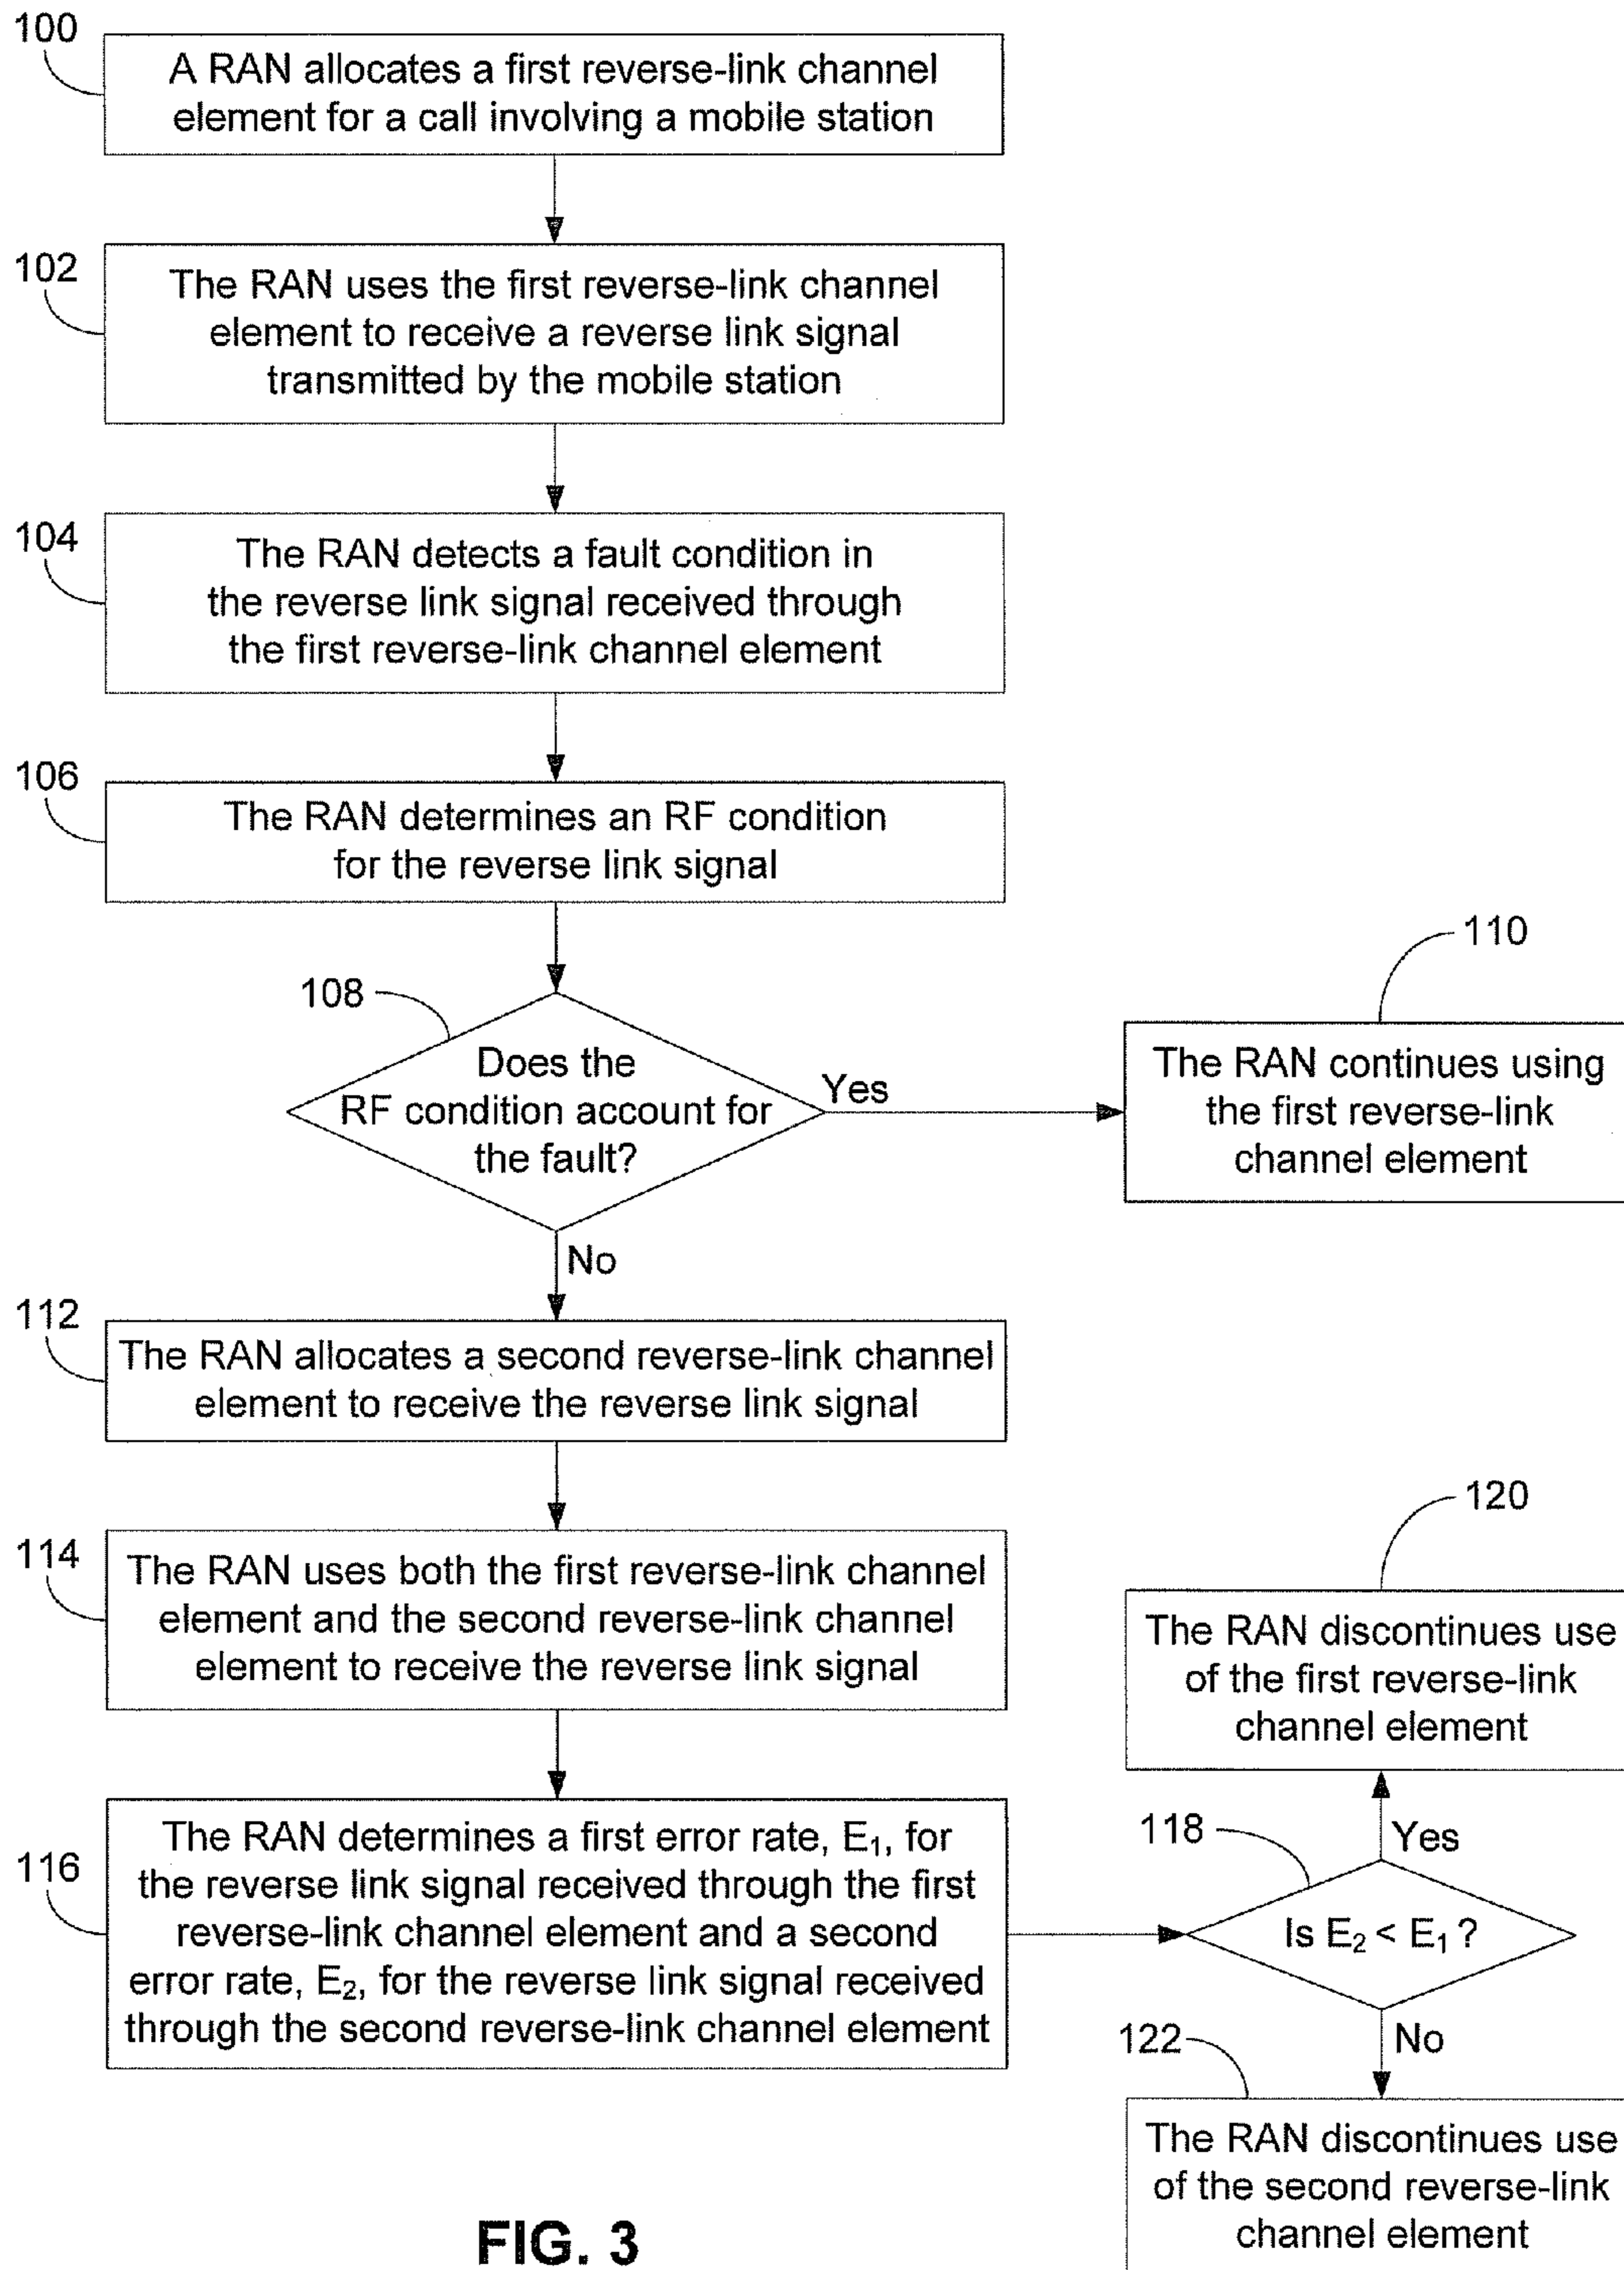 100
A RAN allocates a first reverse-link channel
element for a call involving a mobile station
102
The RAN uses the first reverse-link channel
element to receive a reverse link signal
transmitted by the mobile station
104
The RAN detects a fault condition in
the reverse link signal received through
the first reverse-link channel element
106
The RAN determines an RF condition
for the reverse link signal
108
Does the
RF condition account for
the fault?
Yes
110
The RAN continues using
the first reverse-link
channel element
No
112
The RAN allocates a second reverse-link channel
element to receive the reverse link signal
114
The RAN uses both the first reverse-link channel
element and the second reverse-link channel
element to receive the reverse link signal
116
The RAN determines a first error rate, E₁, for
the reverse link signal received through the first
reverse-link channel element and a second
error rate, E₂, for the reverse link signal received
through the second reverse-link channel element
118
Is E₂ < E₁ ?
Yes
120
The RAN discontinues use
of the first reverse-link
channel element
No
122
The RAN discontinues use
of the second reverse-link
channel element
FIG. 3